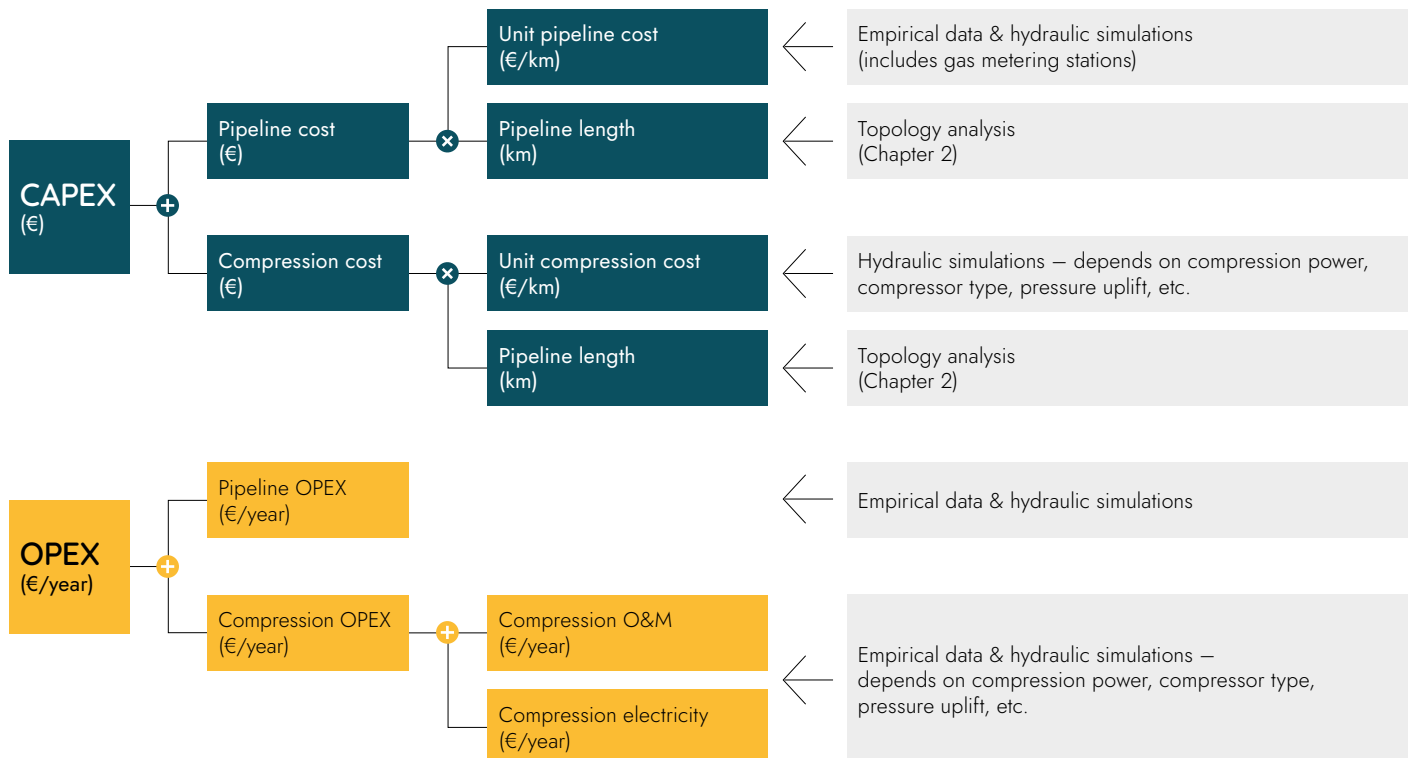 Unit pipeline cost
(€/km)
Empirical data & hydraulic simulations
(includes gas metering stations)
Pipeline cost
(€)
Pipeline length
(km)
Topology analysis
(Chapter 2)
CAPEX
(€)
Compression cost
(€)
Unit compression cost
(€/km)
Hydraulic simulations – depends on compression power,
compressor type, pressure uplift, etc.
Pipeline length
(km)
Topology analysis
(Chapter 2)
Pipeline OPEX
(€/year)
Empirical data & hydraulic simulations
OPEX
(€/year)
Compression OPEX
(€/year)
Compression O&M
(€/year)
Compression electricity
(€/year)
Empirical data & hydraulic simulations –
depends on compression power, compressor type,
pressure uplift, etc.